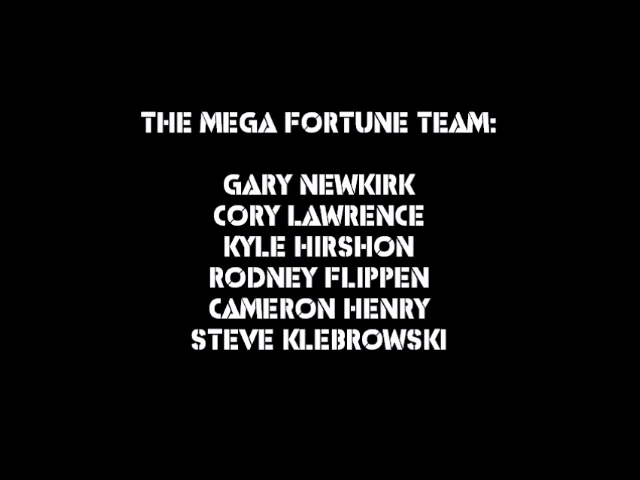 THE MEGA FORTUNE TEAM:
GARY NEWKIRK
CORY LAWRENCE
KYLE HIRSHON
RODNEY FLIPPEN
CAMERON HENRY
STEVE KLEBROWSKI